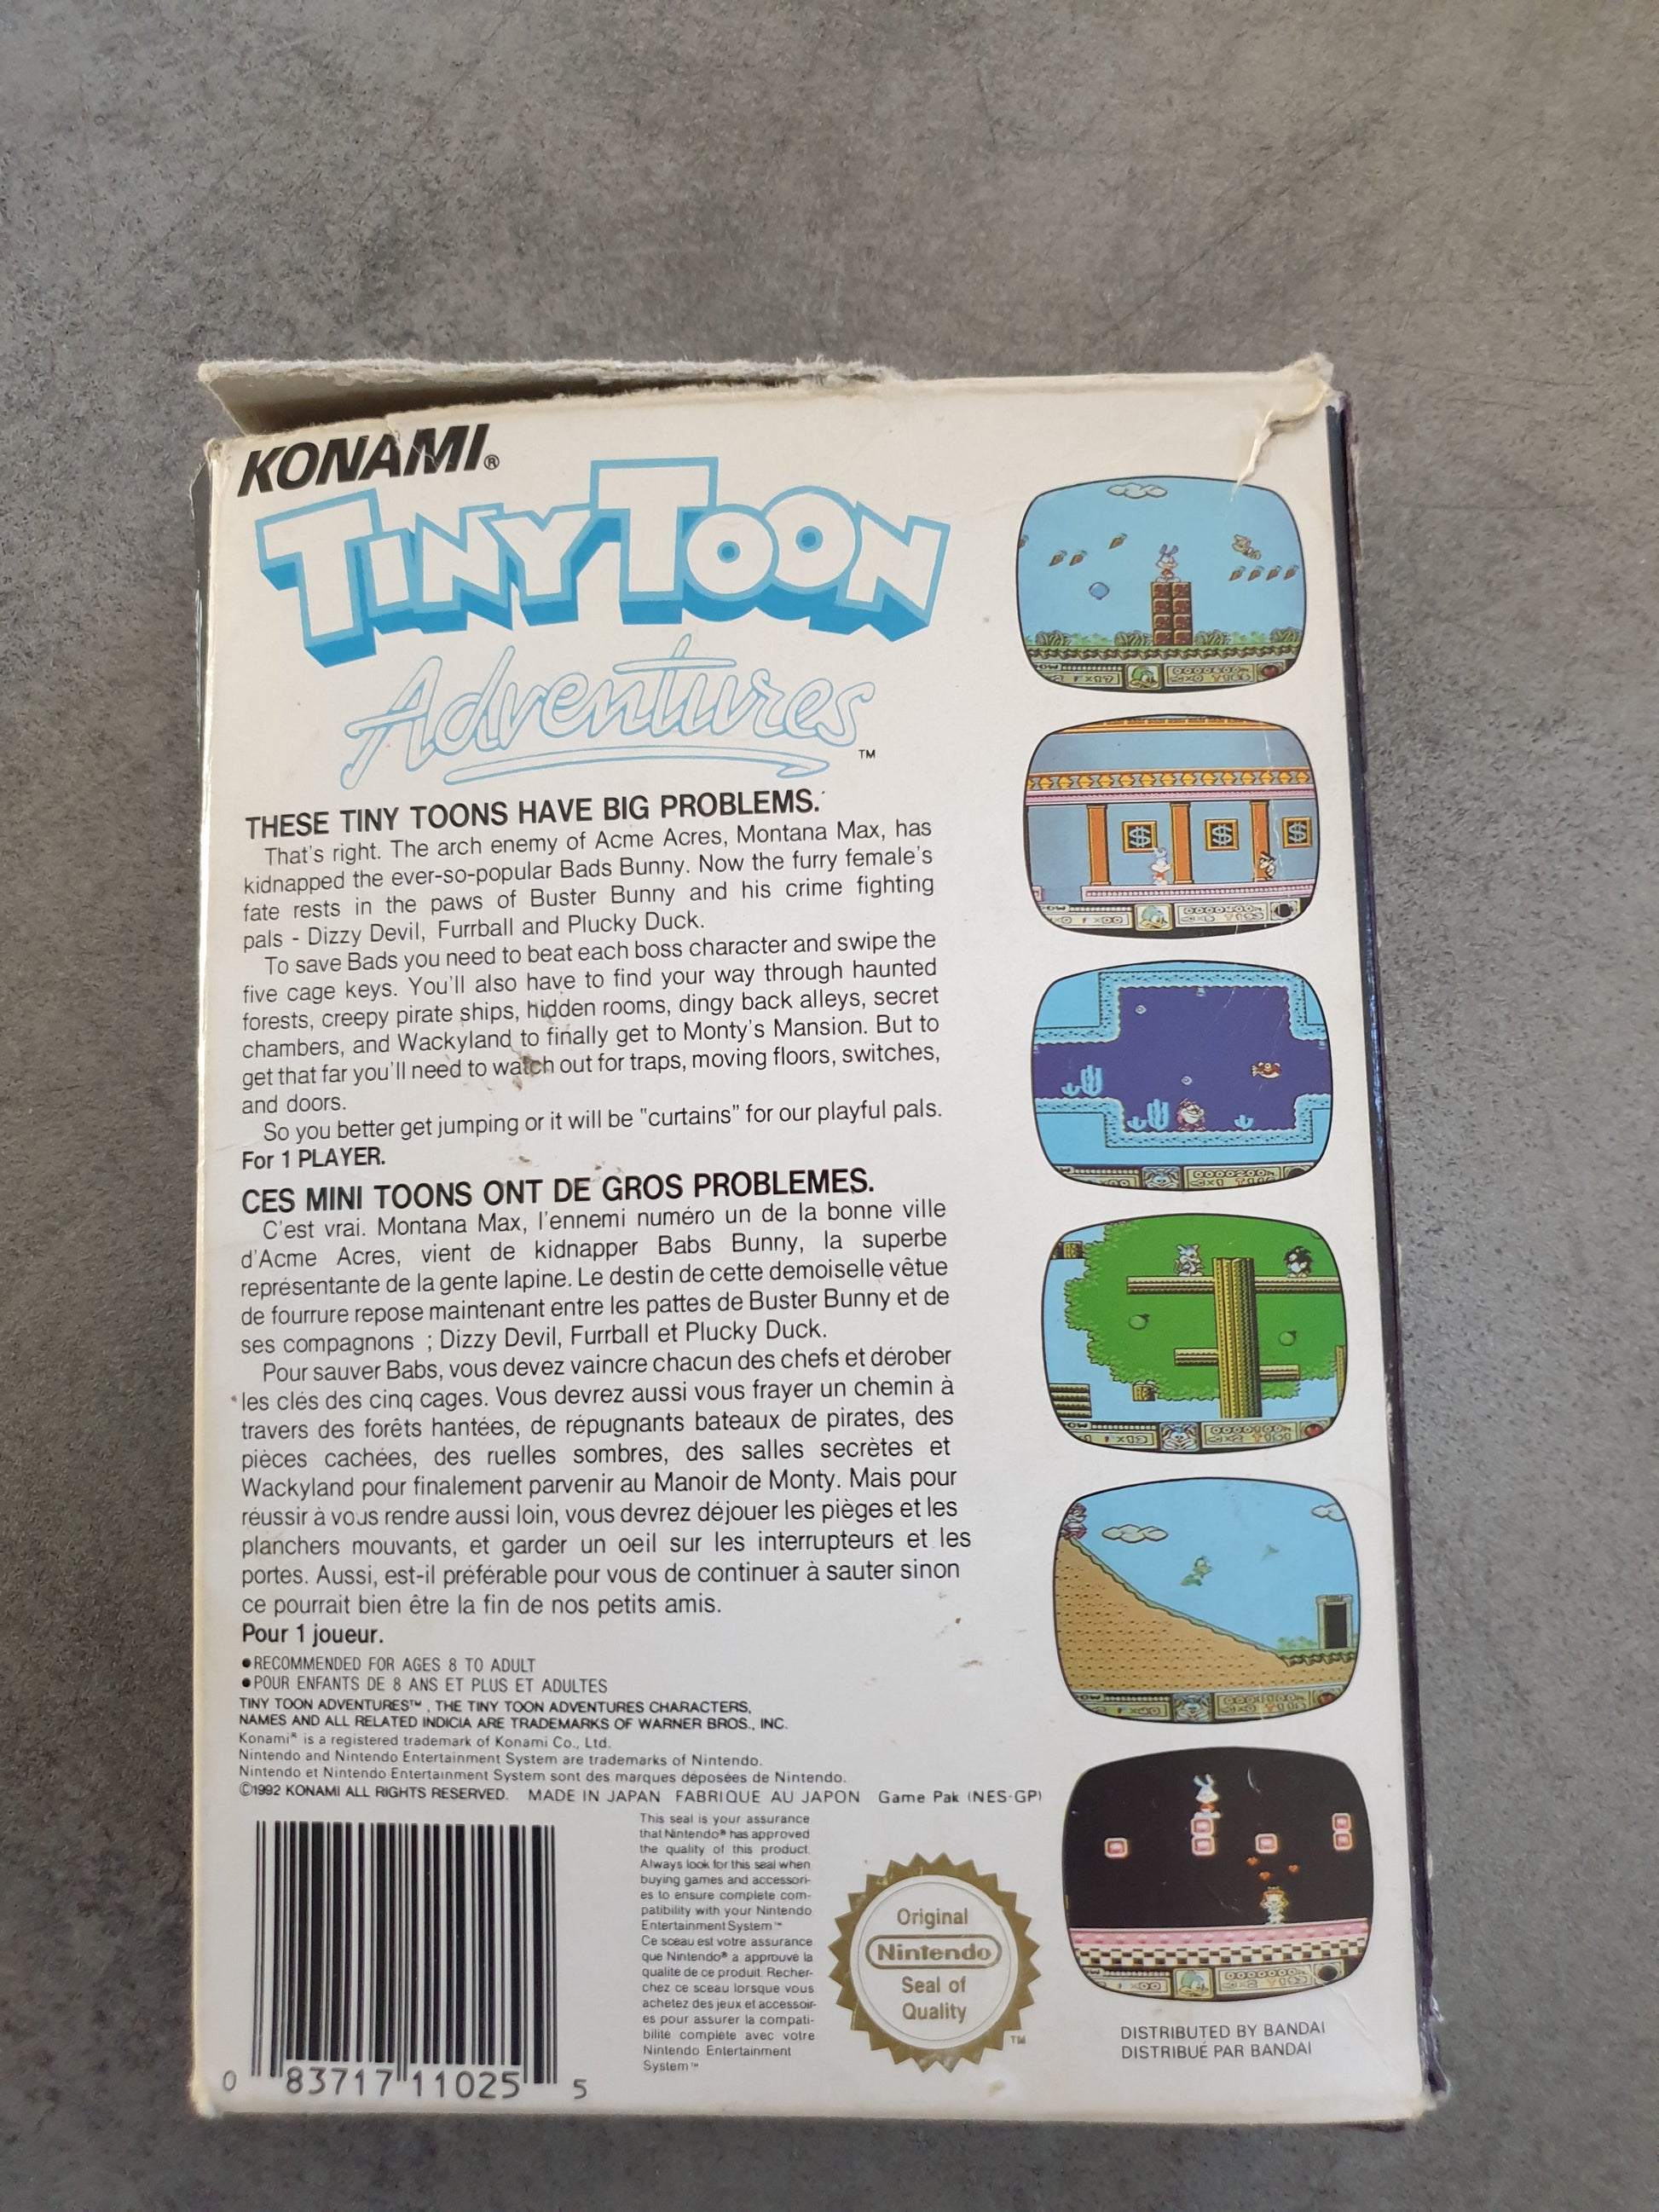 KONAMI®
TINY TOON
Adventures™
THESE TINY TOONS HAVE BIG PROBLEMS.
That's right. The arch enemy of Acme Acres, Montana Max, has
kidnapped the ever-so-popular Bads Bunny. Now the furry female's
fate rests in the paws of Buster Bunny and his crime fighting
pals - Dizzy Devil, Furrball and Plucky Duck.
To save Bads you need to beat each boss character and swipe the
five cage keys. You'll also have to find your way through haunted
forests, creepy pirate ships, hidden rooms, dingy back alleys, secret
chambers, and Wackyland to finally get to Monty's Mansion. But to
get that far you'll need to watch out for traps, moving floors, switches,
and doors.
So you better get jumping or it will be "curtains" for our playful pals.
For 1 PLAYER.
CES MINI TOONS ONT DE GROS PROBLEMES.
C'est vrai. Montana Max, l'ennemi numéro un de la bonne ville
d'Acme Acres, vient de kidnapper Babs Bunny, la superbe
représentante de la gente lapine. Le destin de cette demoiselle vêtue
de fourrure repose maintenant entre les pattes de Buster Bunny et de
ses compagnons ; Dizzy Devil, Furrball et Plucky Duck.
Pour sauver Babs, vous devez vaincre chacun des chefs et dérober
les clés des cinq cages. Vous devrez aussi vous frayer un chemin à
travers des forêts hantées, de répugnants bateaux de pirates, des
pièces cachées, des ruelles sombres, des salles secrètes et
Wackyland pour finalement parvenir au Manoir de Monty. Mais pour
réussir à vous rendre aussi loin, vous devrez déjouer les pièges et les
planchers mouvants, et garder un oeil sur les interrupteurs et les
portes. Aussi, est-il préférable pour vous de continuer à sauter sinon
ce pourrait bien être la fin de nos petits amis.
Pour 1 joueur.
●RECOMMENDED FOR AGES 8 TO ADULT
●POUR ENFANTS DE 8 ANS ET PLUS ET ADULTES
TINY TOON ADVENTURES™, THE TINY TOON ADVENTURES CHARACTERS,
NAMES AND ALL RELATED INDICIA ARE TRADEMARKS OF WARNER BROS., INC.
Konami® is a registered trademark of Konami Co., Ltd.
Nintendo and Nintendo Entertainment System are trademarks of Nintendo.
Nintendo et Nintendo Entertainment System sont des marques déposées de Nintendo.
©1992 KONAMI ALL RIGHTS RESERVED. MADE IN JAPAN FABRIQUE AU JAPON Game Pak (NES-GP)
This seal is your assurance
that Nintendo® has approved
the quality of this product.
Always look for this seal when
buying games and accessori-
es to ensure complete com-
patibility with your Nintendo
Entertainment System™
Ce sceau est votre assurance
que Nintendo® a approuve la
qualite de ce produit. Recher-
chez ce sceau lorsque vous
achetez des jeux et accessoir-
es pour assurer la compati-
bilité complète avec votre
Nintendo Entertainment
System™
Original
Nintendo
Seal of
Quality
TM
DISTRIBUTED BY BANDAI
DISTRIBUÉ PAR BANDAI
0 83717 11025 5